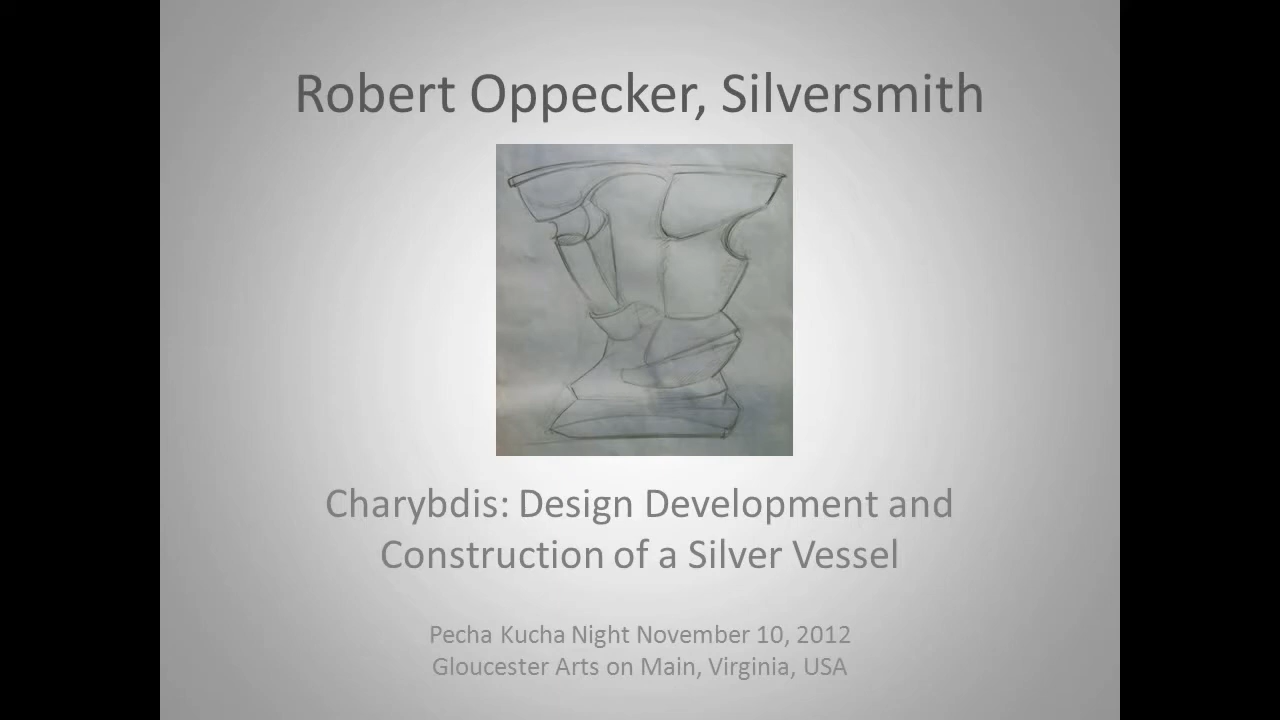 Robert Oppecker, Silversmith
Charybdis: Design Development and
Construction of a Silver Vessel
Pecha Kucha Night November 10, 2012
Gloucester Arts on Main, Virginia, USA